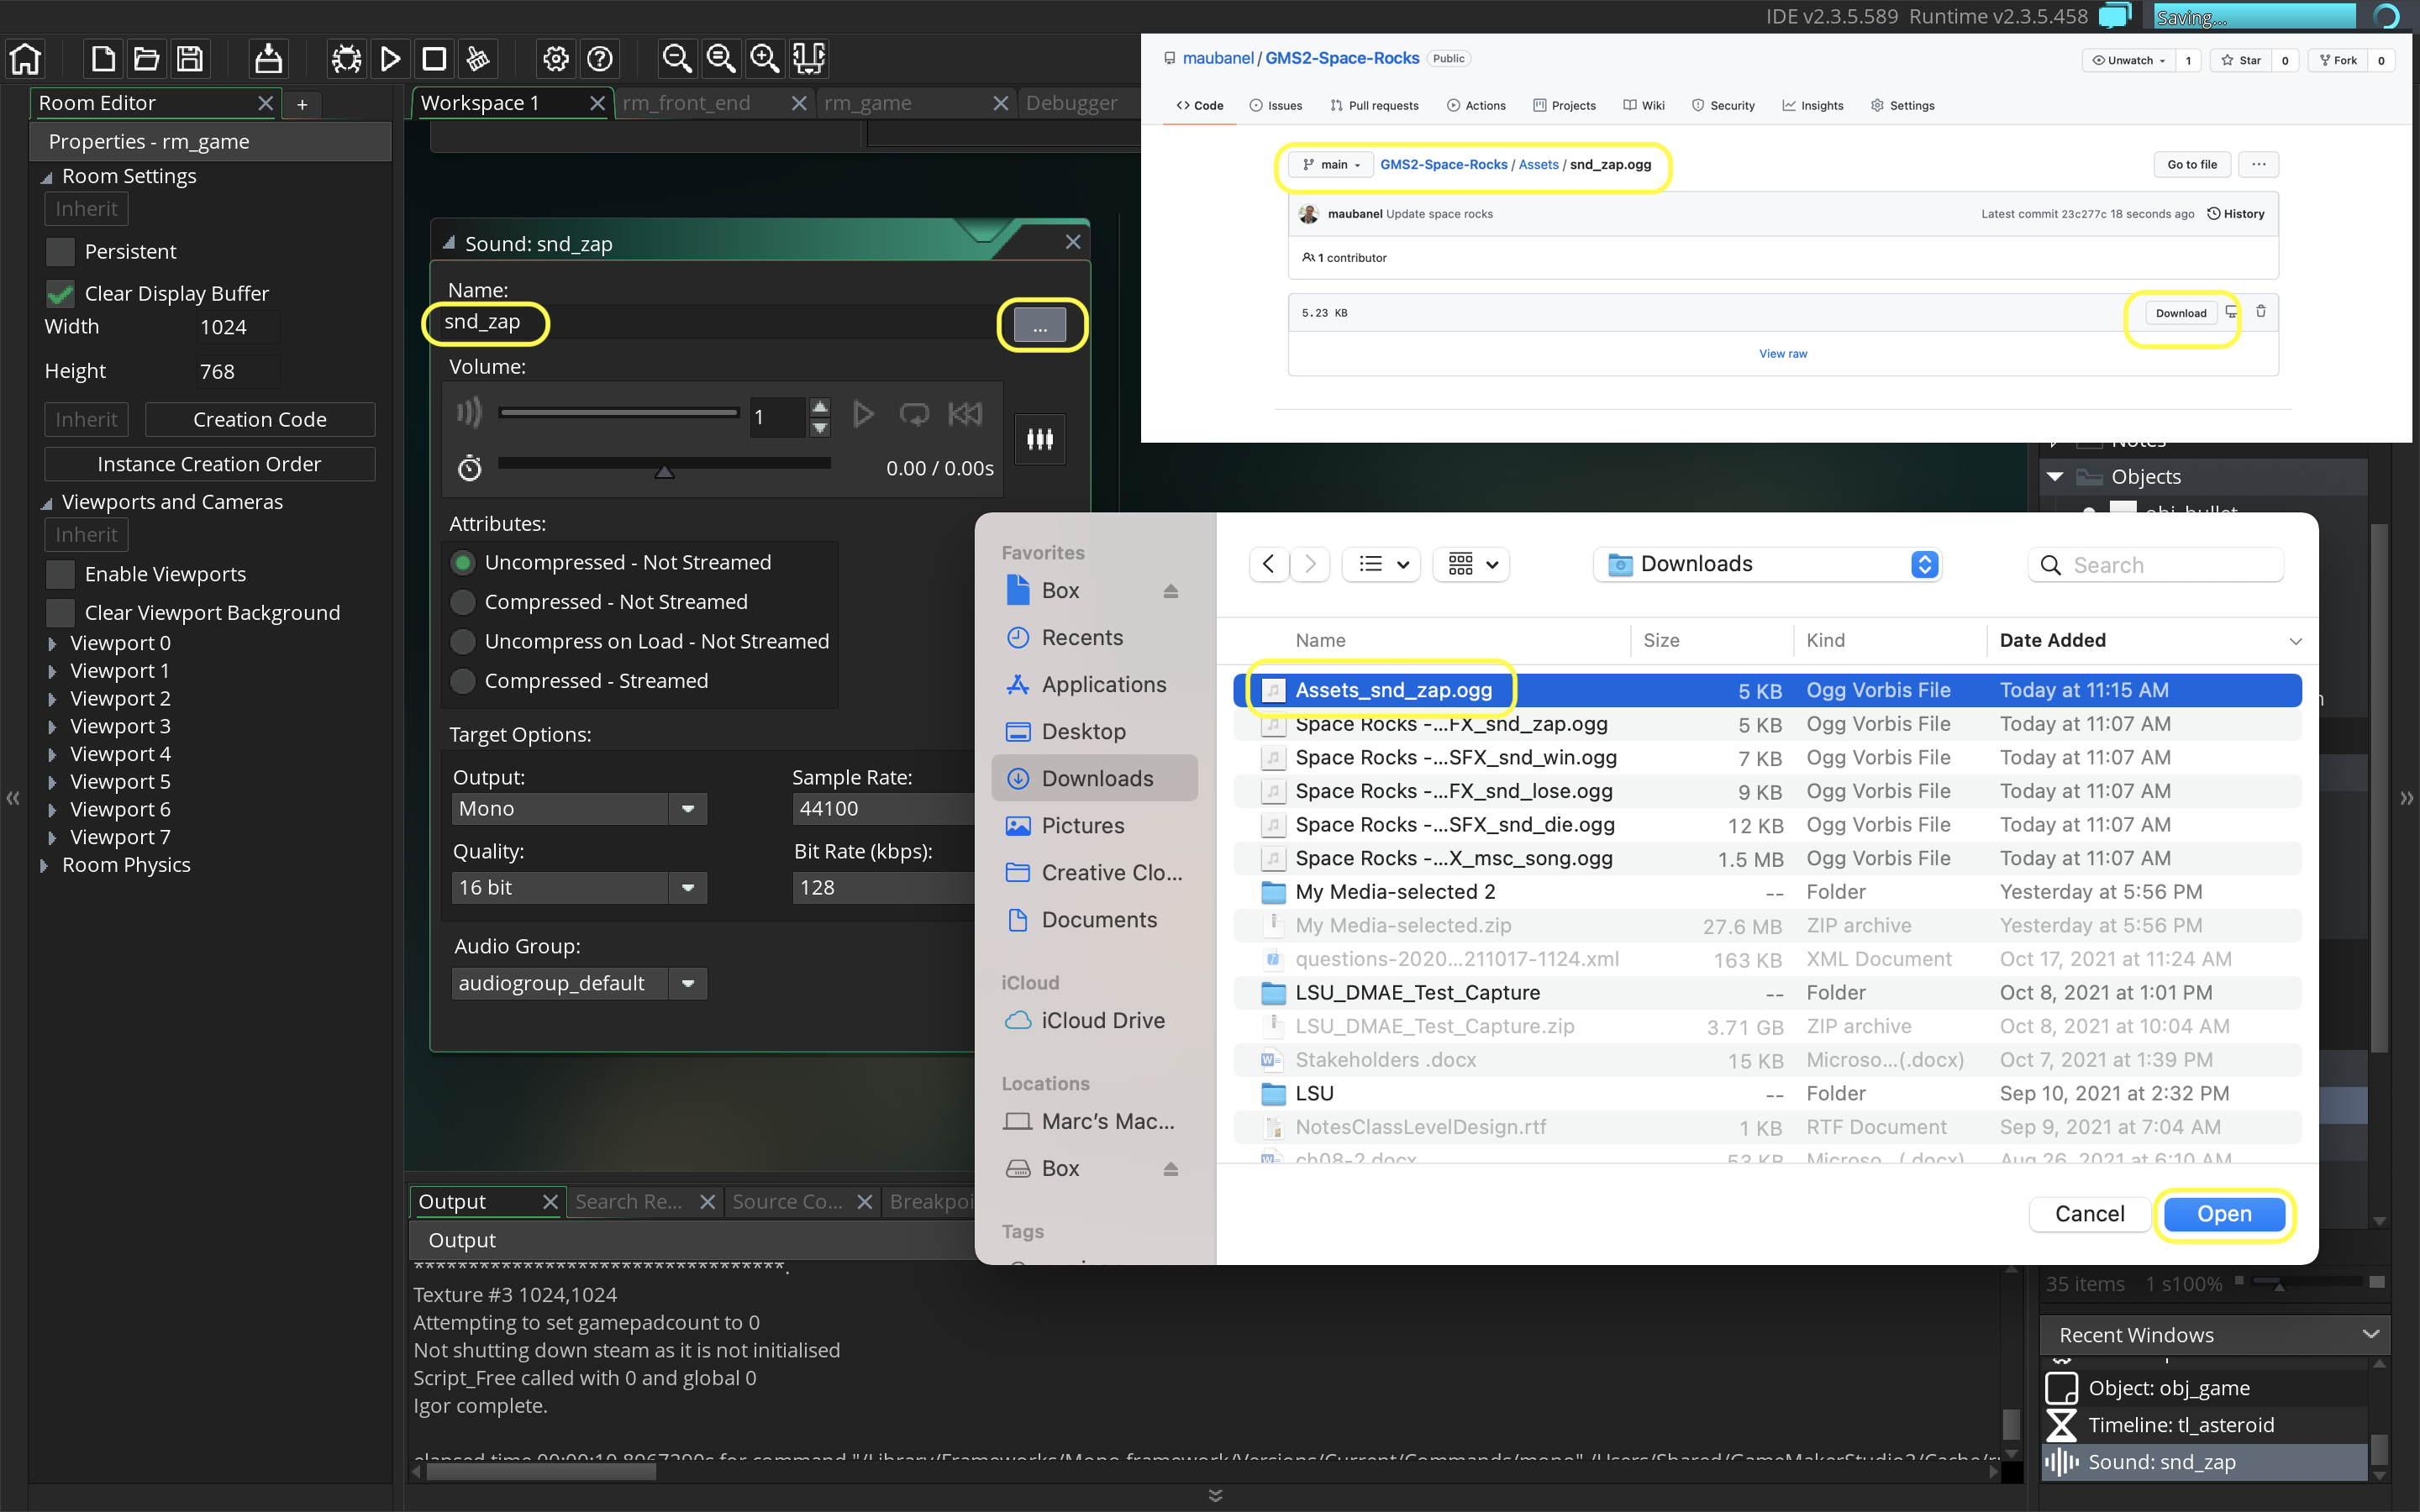 IDE v2.3.5.589 Runtime v2.3.5.458
Saving...
Room Editor
+
Properties - rm_game
Room Settings
Inherit
Persistent
Clear Display Buffer
Width 1024
Height 768
Inherit Creation Code
Instance Creation Order
Viewports and Cameras
Inherit
Enable Viewports
Clear Viewport Background
Viewport 0
Viewport 1
Viewport 2
Viewport 3
Viewport 4
Viewport 5
Viewport 6
Viewport 7
Room Physics
Workspace 1 rm_front_end rm_game Debugger
Sound: snd_zap
Name:
snd_zap
...
Volume:
1
0.00 / 0.00s
Attributes:
Uncompressed - Not Streamed
Compressed - Not Streamed
Uncompress on Load - Not Streamed
Compressed - Streamed
Target Options:
Output: Sample Rate:
Mono 44100
Quality: Bit Rate (kbps):
16 bit 128
Audio Group:
audiogroup_default
maubanel / GMS2-Space-Rocks Public
Unwatch 1 Star 0 Fork 0
Code Issues Pull requests Actions Projects Wiki Security Insights Settings
main GMS2-Space-Rocks / Assets / snd_zap.ogg Go to file ...
maubanel Update space rocks Latest commit 23c277c 18 seconds ago History
1 contributor
5.23 KB Download
View raw
Notes
Objects
obj_bullet
Favorites
Box
Recents
Applications
Desktop
Downloads
Pictures
Creative Clo...
Documents
iCloud
iCloud Drive
Locations
Marc's Mac...
Box
Tags
Downloads Search
Name Size Kind Date Added
Assets_snd_zap.ogg 5 KB Ogg Vorbis File Today at 11:15 AM
Space Rocks -...FX_snd_zap.ogg 5 KB Ogg Vorbis File Today at 11:07 AM
Space Rocks -...SFX_snd_win.ogg 7 KB Ogg Vorbis File Today at 11:07 AM
Space Rocks -...FX_snd_lose.ogg 9 KB Ogg Vorbis File Today at 11:07 AM
Space Rocks -...SFX_snd_die.ogg 12 KB Ogg Vorbis File Today at 11:07 AM
Space Rocks -...X_msc_song.ogg 1.5 MB Ogg Vorbis File Today at 11:07 AM
My Media-selected 2 -- Folder Yesterday at 5:56 PM
My Media-selected.zip 27.6 MB ZIP archive Yesterday at 5:56 PM
questions-2020...211017-1124.xml 163 KB XML Document Oct 17, 2021 at 11:24 AM
LSU_DMAE_Test_Capture -- Folder Oct 8, 2021 at 1:01 PM
LSU_DMAE_Test_Capture.zip 3.71 GB ZIP archive Oct 8, 2021 at 10:04 AM
Stakeholders .docx 15 KB Microso...(.docx) Oct 7, 2021 at 1:39 PM
LSU -- Folder Sep 10, 2021 at 2:32 PM
NotesClassLevelDesign.rtf 1 KB RTF Document Sep 9, 2021 at 7:04 AM
ch08-2.docx 53 KB Microso...(.docx) Aug 26, 2021 at 6:10 AM
Cancel Open
Output Search Re... Source Co... Breakpoi
Output
Texture #3 1024,1024
Attempting to set gamepadcount to 0
Not shutting down steam as it is not initialised
Script_Free called with 0 and global 0
Igor complete.
35 items 1 s 100%
Recent Windows
Object: obj_game
Timeline: tl_asteroid
Sound: snd_zap